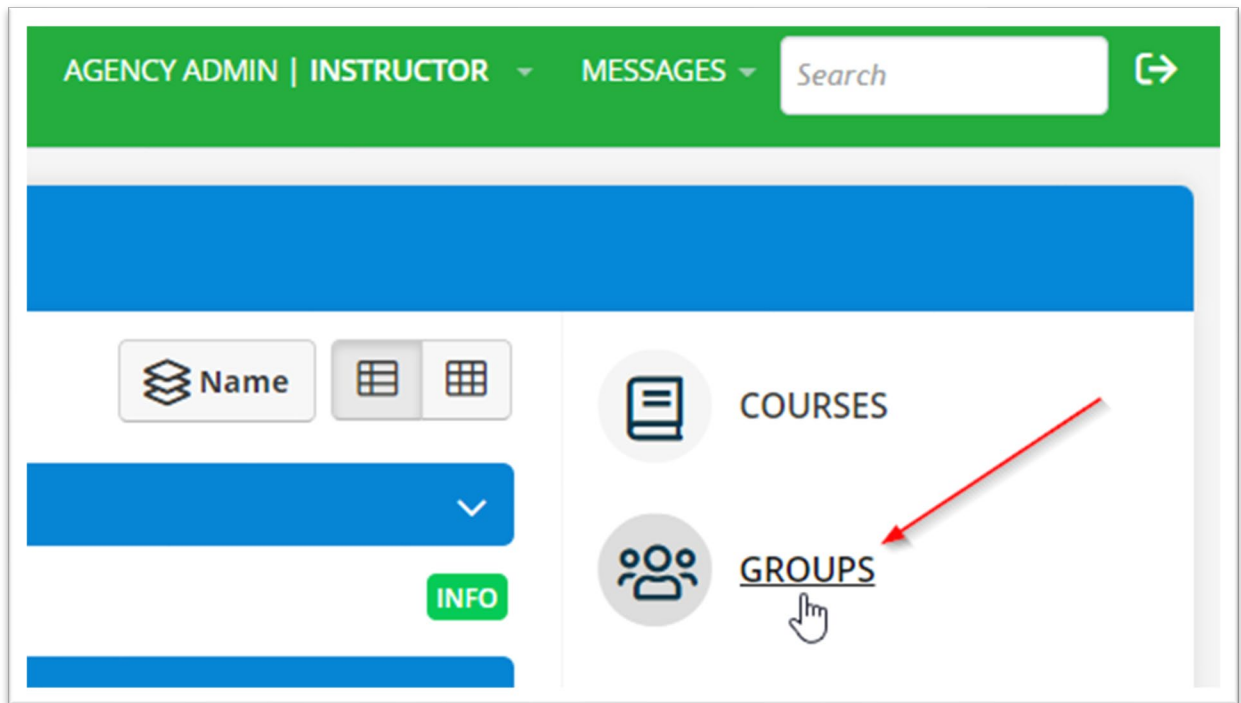 AGENCY ADMIN | INSTRUCTOR MESSAGES Search
Name
COURSES
GROUPS
INFO